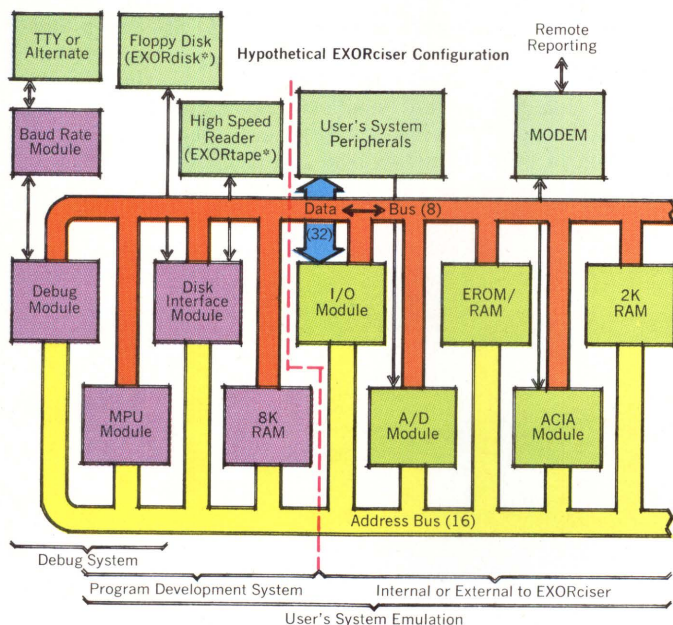 TTY or
Alternate
Floppy Disk
(EXORdisk*)
Hypothetical EXORciser Configuration
Remote
Reporting
Baud Rate
Module
High Speed
Reader
(EXORtape*)
User's System
Peripherals
MODEM
Data
Bus (8)
(32)
Debug
Module
Disk
Interface
Module
I/O
Module
EROM/
RAM
2K
RAM
MPU
Module
8K
RAM
A/D
Module
ACIA
Module
Address Bus (16)
Debug System
Program Development System
Internal or External to EXORciser
User's System Emulation